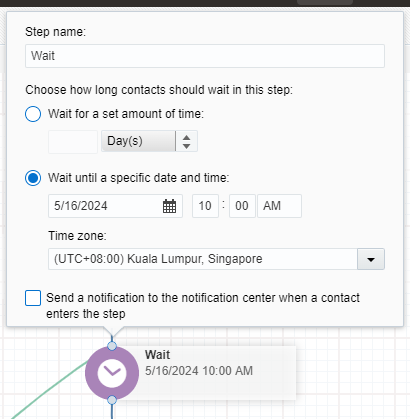 Step name:
Wait
Choose how long contacts should wait in this step:
Wait for a set amount of time:
Day(s)
Wait until a specific date and time:
5/16/2024 10 : 00 AM
Time zone:
(UTC+08:00) Kuala Lumpur, Singapore
Send a notification to the notification center when a contact
enters the step
Wait
5/16/2024 10:00 AM